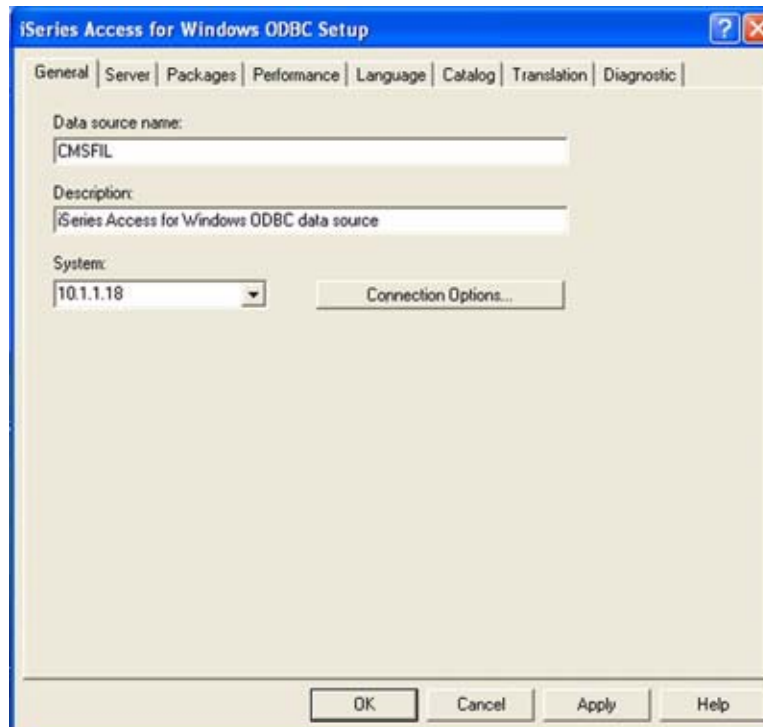 iSeries Access for Windows ODBC Setup
General Server Packages Performance Language Catalog Translation Diagnostic
Data source name:
CMSFIL
Description:
iSeries Access for Windows ODBC data source
System:
10.1.1.18 Connection Options...
OK Cancel Apply Help